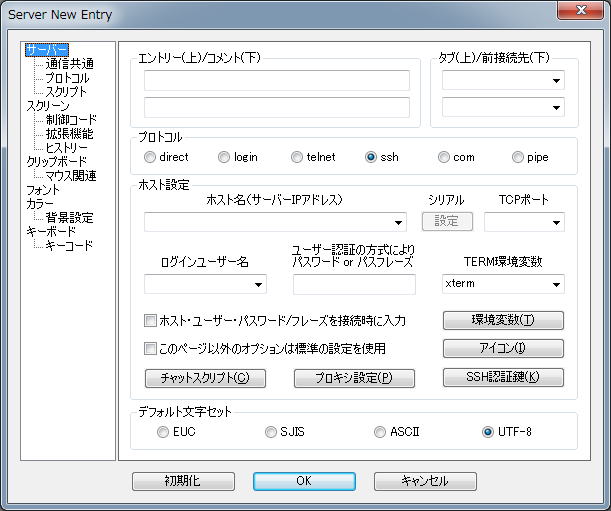 Server New Entry
サーバー
通信共通
プロトコル
スクリプト
スクリーン
制御コード
拡張機能
ヒストリー
クリップボード
マウス関連
フォント
カラー
背景設定
キーボード
キーコード
エントリー(上)/コメント(下)
タブ(上)/前接続先(下)
プロトコル
direct login telnet ssh com pipe
ホスト設定
ホスト名(サーバーIPアドレス) シリアル TCPポート
設定
ログインユーザー名 ユーザー認証の方式により
パスワード or パスフレーズ TERM環境変数
xterm
ホスト・ユーザー・パスワード/フレーズを接続時に入力 環境変数(T)
このページ以外のオプションは標準の設定を使用 アイコン(I)
チャットスクリプト(C) プロキシ設定(P) SSH認証鍵(K)
デフォルト文字セット
EUC SJIS ASCII UTF-8
初期化 OK キャンセル